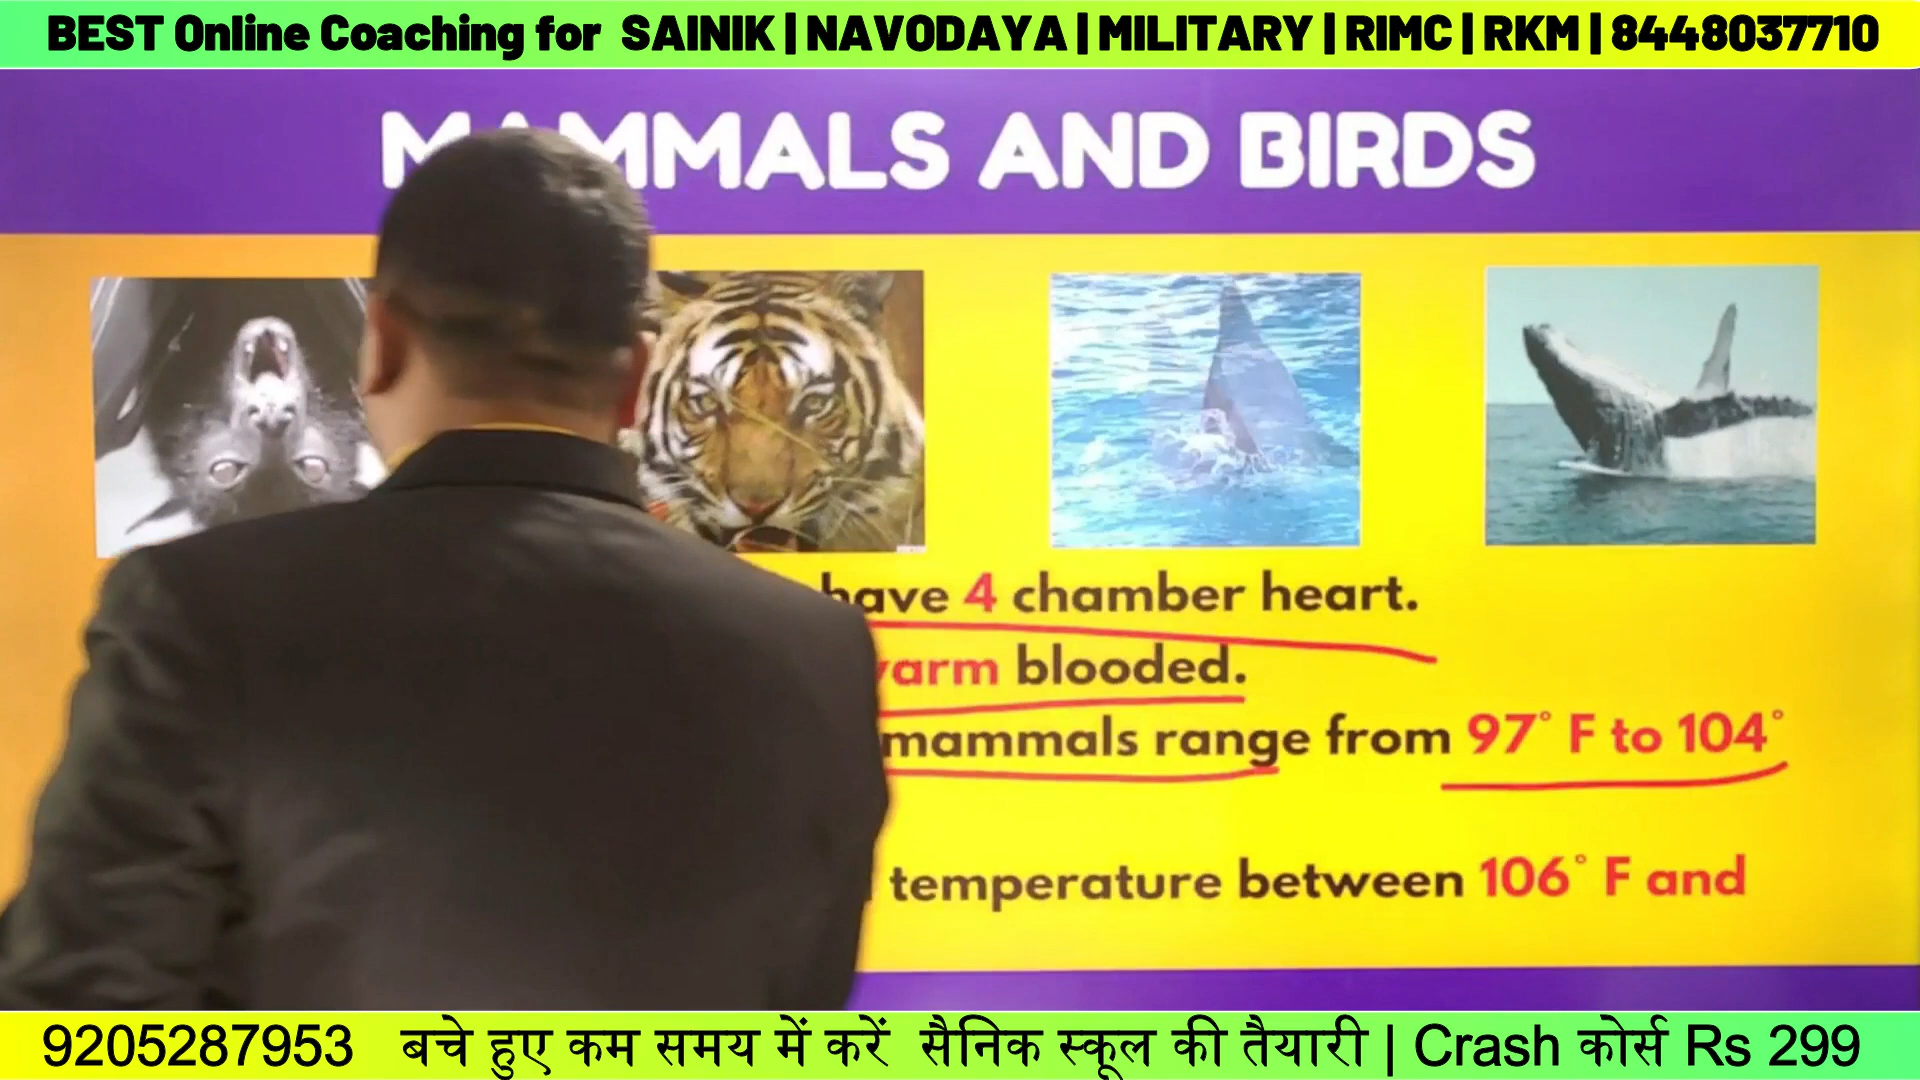 BEST Online Coaching for SAINIK | NAVODAYA | MILITARY | RIMC | RKM | 8448037710
MAMMALS AND BIRDS
have 4 chamber heart.
warm blooded.
mammals range from 97° F to 104°
temperature between 106° F and
9205287953 बचे हुए कम समय में करें सैनिक स्कूल की तैयारी | Crash कोर्स Rs 299